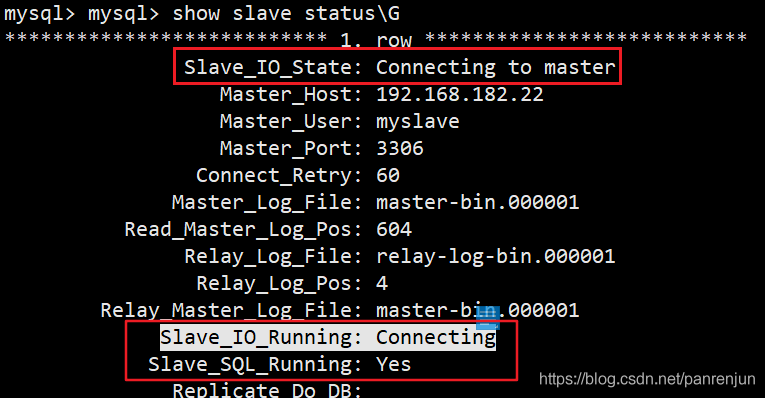 mysql> mysql> show slave status\G
*************************** 1. row ***************************
Slave_IO_State: Connecting to master
Master_Host: 192.168.182.22
Master_User: myslave
Master_Port: 3306
Connect_Retry: 60
Master_Log_File: master-bin.000001
Read_Master_Log_Pos: 604
Relay_Log_File: relay-log-bin.000001
Relay_Log_Pos: 4
Relay_Master_Log_File: master-bin.000001
Slave_IO_Running: Connecting
Slave_SQL_Running: Yes
Replicate_Do_DB:
https://blog.csdn.net/panrenjun